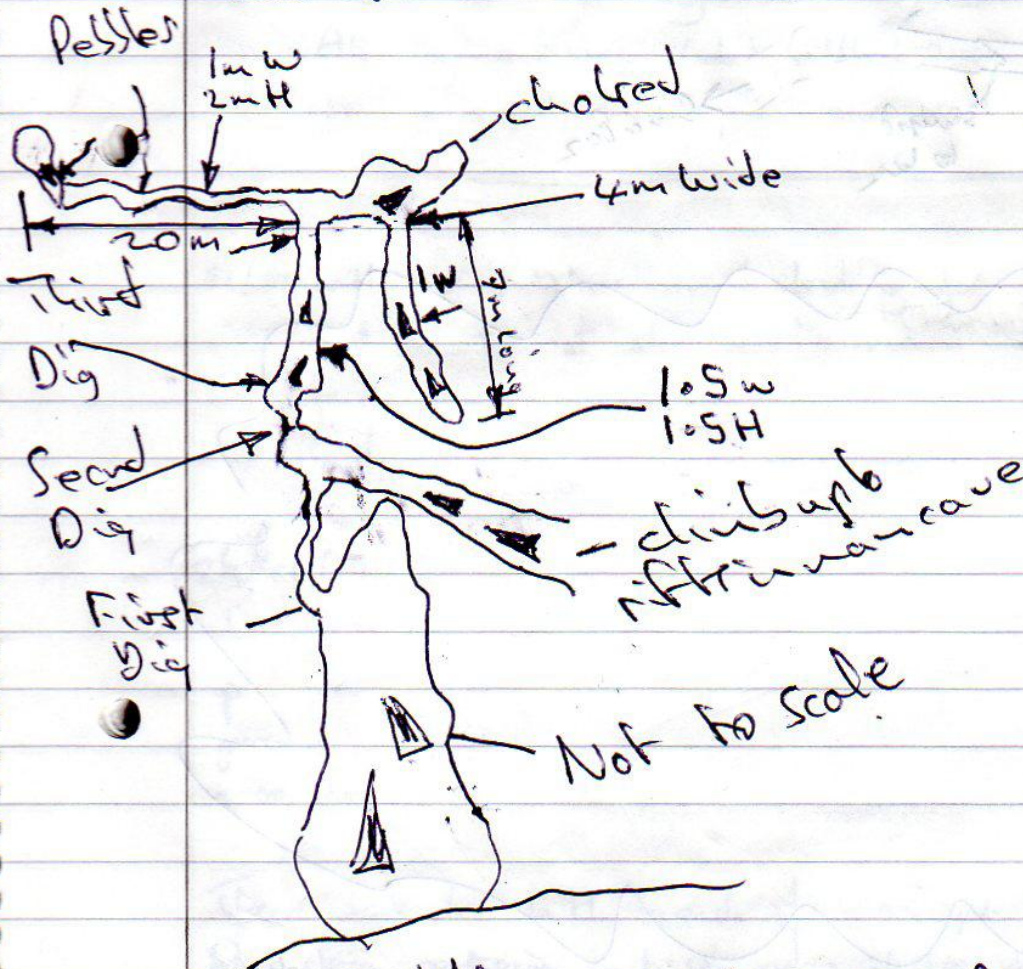 Pebbles
1m W
2m H
choked
4m Wide
20m
Third
Dig
1W
long
1.5 W
1.5 H
Second
Dig
climb up to
rift in main cave
First
Dig
Not to scale